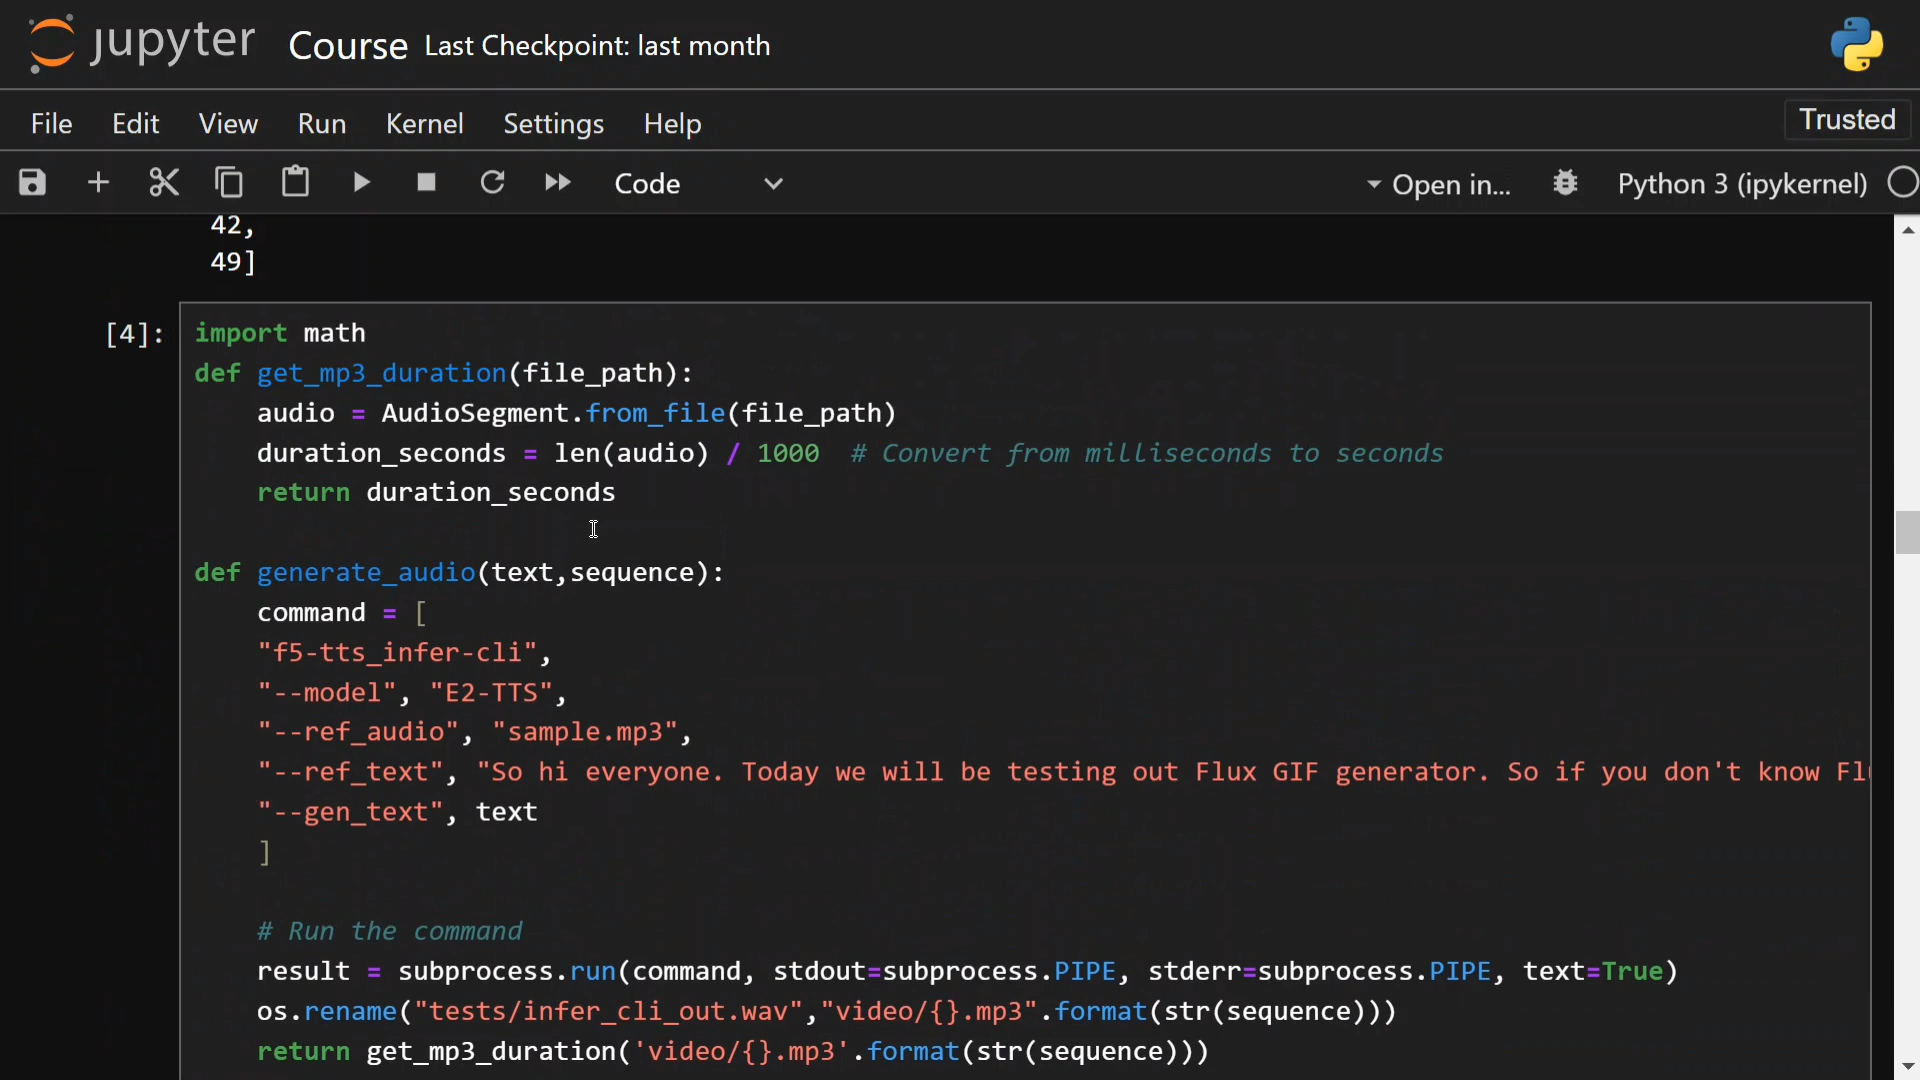 jupyter Course Last Checkpoint: last month
File Edit View Run Kernel Settings Help Trusted
Code Open in... Python 3 (ipykernel)
42,
49]
[4]: import math
def get_mp3_duration(file_path):
    audio = AudioSegment.from_file(file_path)
    duration_seconds = len(audio) / 1000  # Convert from milliseconds to seconds
    return duration_seconds
def generate_audio(text,sequence):
    command = [
    "f5-tts_infer-cli",
    "--model", "E2-TTS",
    "--ref_audio", "sample.mp3",
    "--ref_text", "So hi everyone. Today we will be testing out Flux GIF generator. So if you don't know Fl
    "--gen_text", text
    ]
    # Run the command
    result = subprocess.run(command, stdout=subprocess.PIPE, stderr=subprocess.PIPE, text=True)
    os.rename("tests/infer_cli_out.wav","video/{}.mp3".format(str(sequence)))
    return get_mp3_duration('video/{}.mp3'.format(str(sequence)))